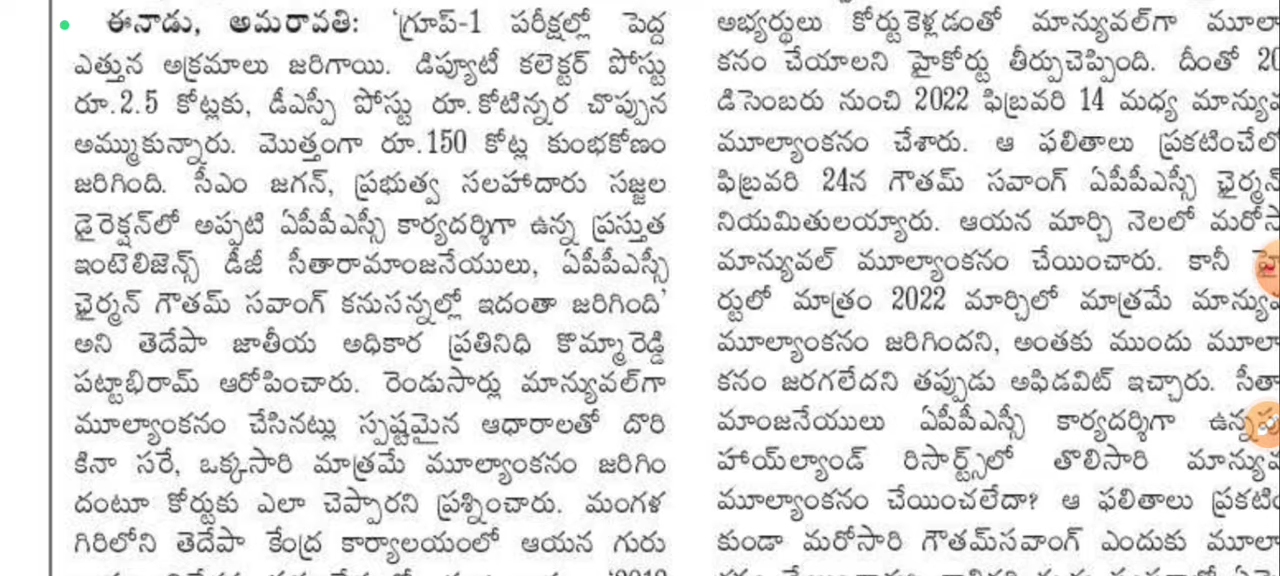 ఈనాడు, అమరావతి: ‘గ్రూప్-1 పరీక్షల్లో పెద్ద
ఎత్తున అక్రమాలు జరిగాయి. డిప్యూటీ కలెక్టర్ పోస్టు
రూ.2.5 కోట్లకు, డీఎస్పీ పోస్టు రూ.కోటిన్నర చొప్పున
అమ్ముకున్నారు. మొత్తంగా రూ.150 కోట్ల కుంభకోణం
జరిగింది. సీఎం జగన్, ప్రభుత్వ సలహాదారు సజ్జల
డైరెక్షన్‌లో అప్పటి ఏపీపీఎస్సీ కార్యదర్శిగా ఉన్న ప్రస్తుత
ఇంటెలిజెన్స్ డీజీ సీతారామాంజనేయులు, ఏపీపీఎస్సీ
ఛైర్మన్ గౌతమ్ సవాంగ్ కనుసన్నల్లో ఇదంతా జరిగింది’
అని తెదేపా జాతీయ అధికార ప్రతినిధి కొమ్మారెడ్డి
పట్టాభిరామ్ ఆరోపించారు. రెండుసార్లు మాన్యువల్‌గా
మూల్యాంకనం చేసినట్లు స్పష్టమైన ఆధారాలతో దొరి
కినా సరే, ఒక్కసారి మాత్రమే మూల్యాంకనం జరిగిం
దంటూ కోర్టుకు ఎలా చెప్పారని ప్రశ్నించారు. మంగళ
గిరిలోని తెదేపా కేంద్ర కార్యాలయంలో ఆయన గురు
అభ్యర్థులు కోర్టుకెళ్లడంతో మాన్యువల్‌గా మూలా
కనం చేయాలని హైకోర్టు తీర్పుచెప్పింది. దీంతో 20
డిసెంబరు నుంచి 2022 ఫిబ్రవరి 14 మధ్య మాన్యువ
మూల్యాంకనం చేశారు. ఆ ఫలితాలు ప్రకటించేలో
ఫిబ్రవరి 24న గౌతమ్ సవాంగ్ ఏపీపీఎస్సీ ఛైర్మన్
నియమితులయ్యారు. ఆయన మార్చి నెలలో మరోసా
మాన్యువల్ మూల్యాంకనం చేయించారు. కానీ హై
ర్టులో మాత్రం 2022 మార్చిలో మాత్రమే మాన్యువ
మూల్యాంకనం జరిగిందని, అంతకు ముందు మూలా
కనం జరగలేదని తప్పుడు అఫిడవిట్ ఇచ్చారు. సీతా
మాంజనేయులు ఏపీపీఎస్సీ కార్యదర్శిగా ఉన్నప
హాయ్‌ల్యాండ్ రిసార్ట్స్‌లో తొలిసారి మాన్యువ
మూల్యాంకనం చేయించలేదా? ఆ ఫలితాలు ప్రకటిం
కుండా మరోసారి గౌతమ్‌సవాంగ్ ఎందుకు మూలా